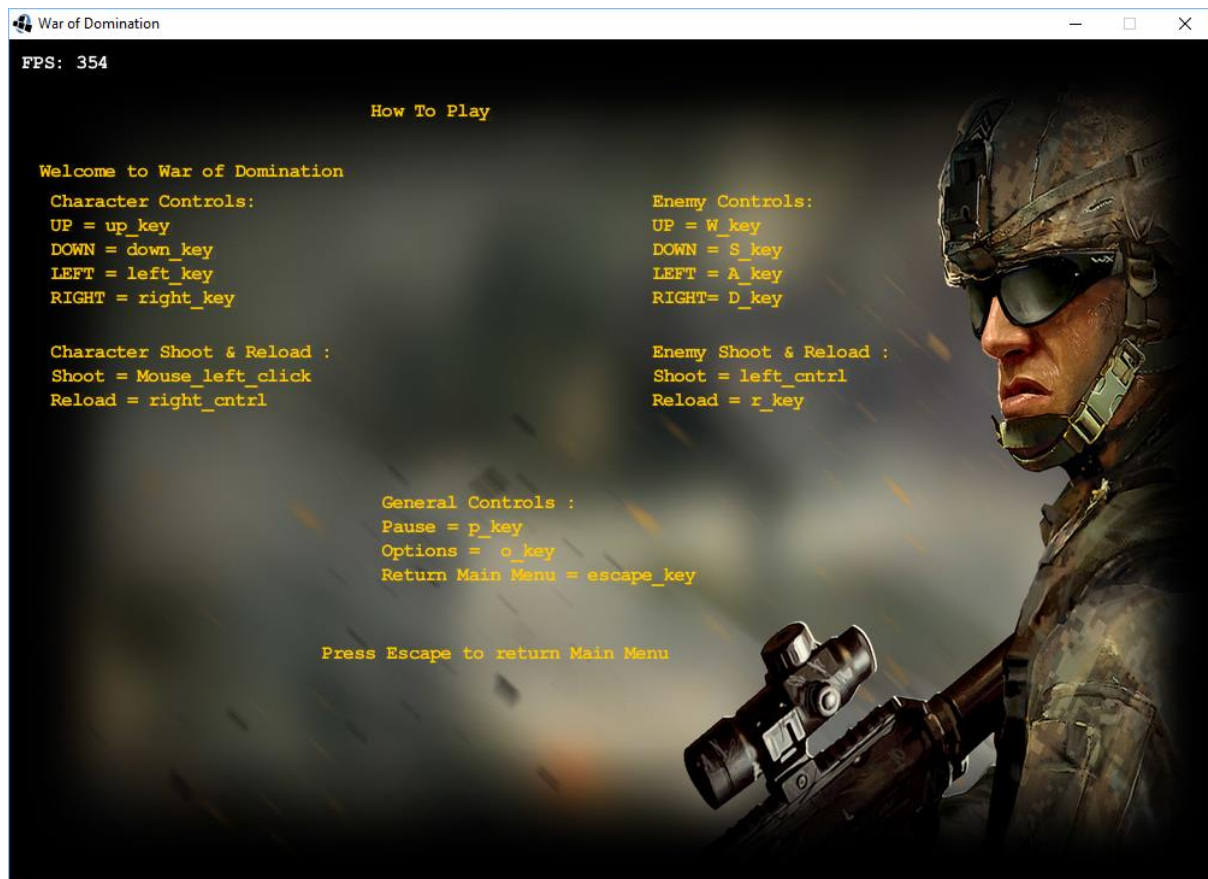 War of Domination
FPS: 354
How To Play
Welcome to War of Domination
Character Controls:
UP = up_key
DOWN = down_key
LEFT = left_key
RIGHT = right_key
Enemy Controls:
UP = W_key
DOWN = S_key
LEFT = A_key
RIGHT= D_key
Character Shoot & Reload :
Shoot = Mouse_left_click
Reload = right_cntrl
Enemy Shoot & Reload :
Shoot = left_cntrl
Reload = r_key
General Controls :
Pause = p_key
Options =  o_key
Return Main Menu = escape_key
Press Escape to return Main Menu